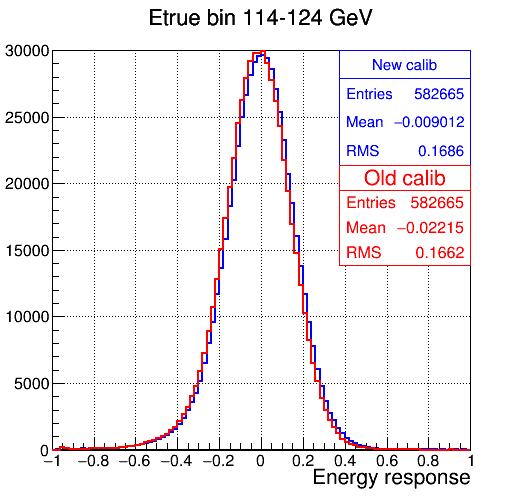 Etrue bin 114-124 GeV
30000
25000
20000
15000
10000
5000
0
New calib
Entries 582665
Mean −0.009012
RMS 0.1686
Old calib
Entries 582665
Mean −0.02215
RMS 0.1662
−1 −0.8 −0.6 −0.4 −0.2 0 0.2 0.4 0.6 0.8 1
Energy response